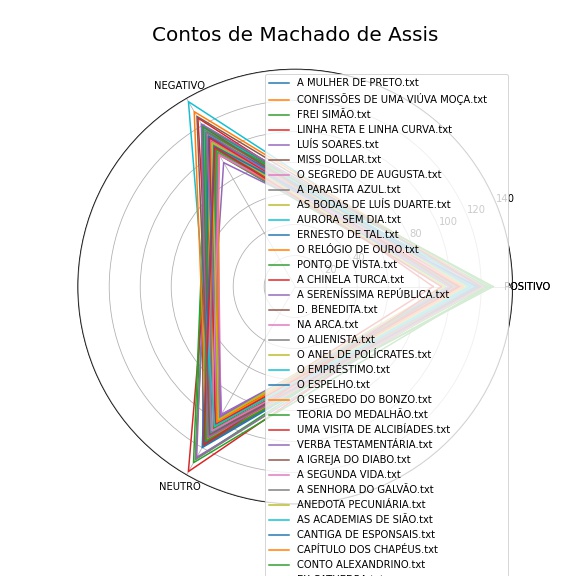 Contos de Machado de Assis
NEGATIVO
A MULHER DE PRETO.txt
CONFISSÕES DE UMA VIÚVA MOÇA.txt
FREI SIMÃO.txt
LINHA RETA E LINHA CURVA.txt
LUÍS SOARES.txt
MISS DOLLAR.txt
O SEGREDO DE AUGUSTA.txt
A PARASITA AZUL.txt
AS BODAS DE LUÍS DUARTE.txt
AURORA SEM DIA.txt
ERNESTO DE TAL.txt
O RELÓGIO DE OURO.txt
PONTO DE VISTA.txt
A CHINELA TURCA.txt
A SERENÍSSIMA REPÚBLICA.txt
D. BENEDITA.txt
NA ARCA.txt
O ALIENISTA.txt
O ANEL DE POLÍCRATES.txt
O EMPRÉSTIMO.txt
O ESPELHO.txt
O SEGREDO DO BONZO.txt
TEORIA DO MEDALHÃO.txt
UMA VISITA DE ALCIBÍADES.txt
VERBA TESTAMENTÁRIA.txt
A IGREJA DO DIABO.txt
A SEGUNDA VIDA.txt
A SENHORA DO GALVÃO.txt
ANEDOTA PECUNIÁRIA.txt
AS ACADEMIAS DE SIÃO.txt
CANTIGA DE ESPONSAIS.txt
CAPÍTULO DOS CHAPÉUS.txt
CONTO ALEXANDRINO.txt
80
100
120
140
POSITIVO
NEUTRO